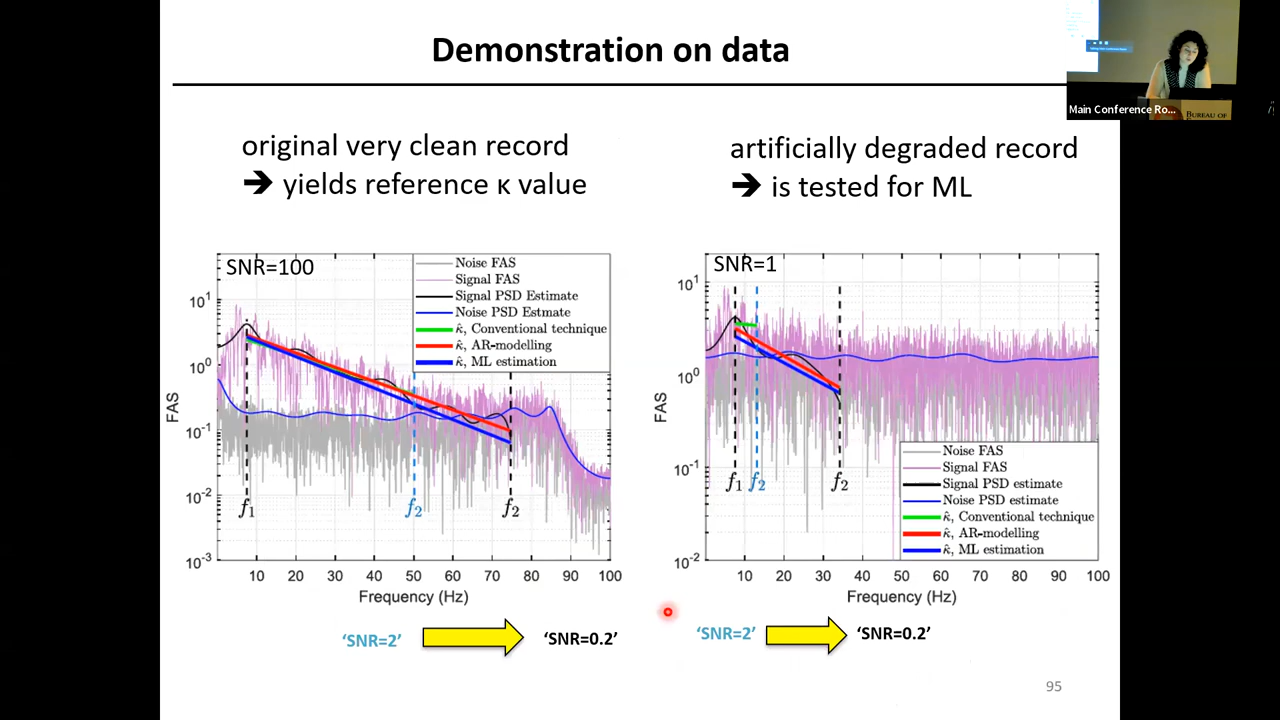 Demonstration on data
Main Conference Ro...
BUREAU OF
original very clean record
➔ yields reference κ value
artificially degraded record
➔ is tested for ML
SNR=100
Noise FAS
Signal FAS
Signal PSD Estimate
Noise PSD Estmate
κ̂, Conventional technique
κ̂, AR-modelling
κ̂, ML estimation
10¹
10⁰
10⁻¹
10⁻²
10⁻³
FAS
f₁
f₂
f₂
10 20 30 40 50 60 70 80 90 100
Frequency (Hz)
SNR=1
10¹
10⁰
10⁻¹
10⁻²
FAS
f₁ f₂
f₂
Noise FAS
Signal FAS
Signal PSD estimate
Noise PSD estimate
κ̂, Conventional technique
κ̂, AR-modelling
κ̂, ML estimation
10 20 30 40 50 60 70 80 90 100
Frequency (Hz)
‘SNR=2’
‘SNR=0.2’
‘SNR=2’
‘SNR=0.2’
95